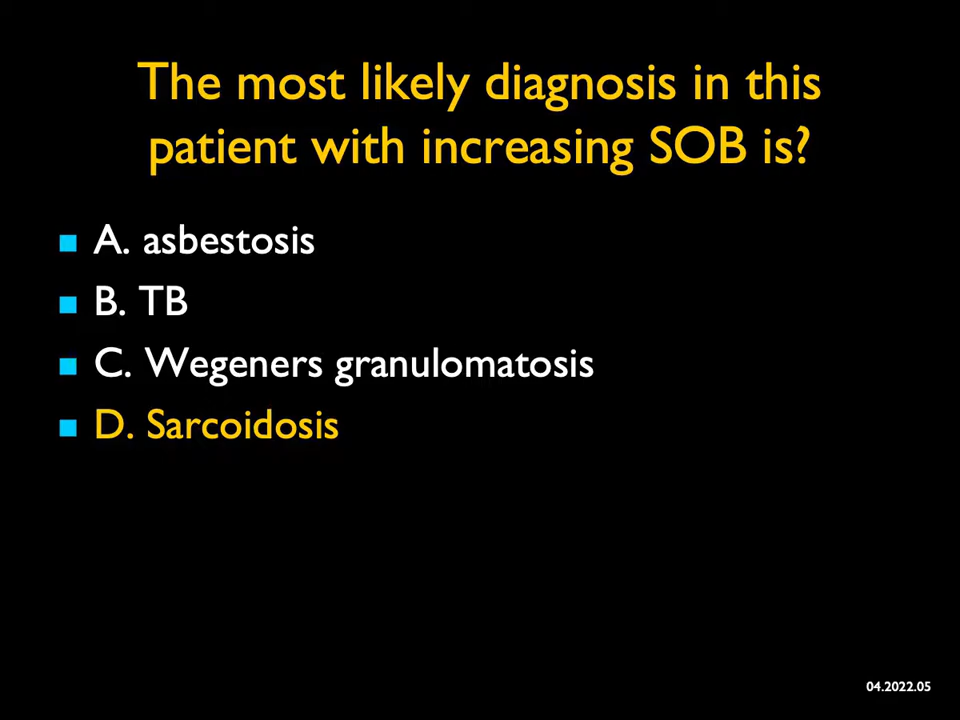 The most likely diagnosis in this
patient with increasing SOB is?
A. asbestosis
B. TB
C. Wegeners granulomatosis
D. Sarcoidosis
04.2022.05